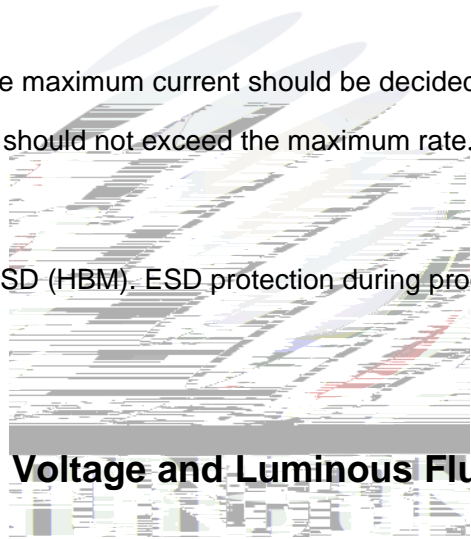 e maximum current should be decided
should not exceed the maximum rate.
SD (HBM). ESD protection during pro
Voltage and Luminous Flu